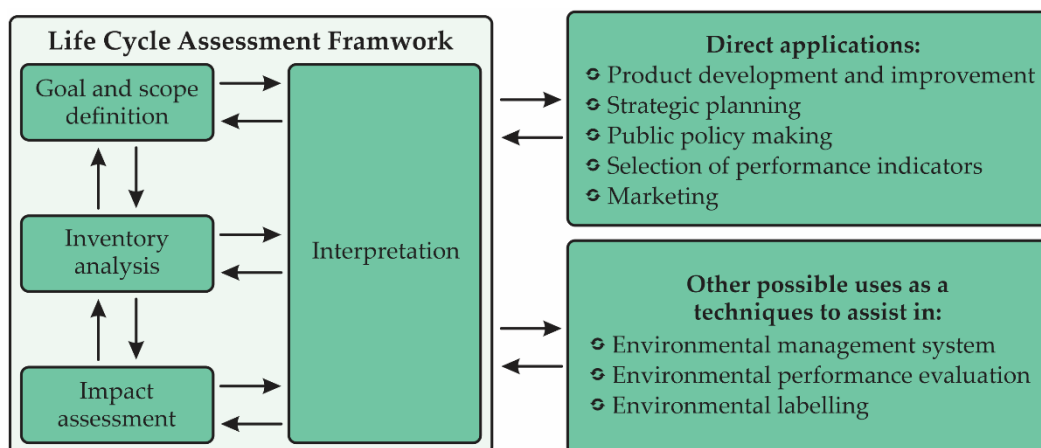 Life Cycle Assessment Framwork
Goal and scope
definition
Inventory
analysis
Impact
assessment
Interpretation
Direct applications:
Product development and improvement
Strategic planning
Public policy making
Selection of performance indicators
Marketing
Other possible uses as a
techniques to assist in:
Environmental management system
Environmental performance evaluation
Environmental labelling